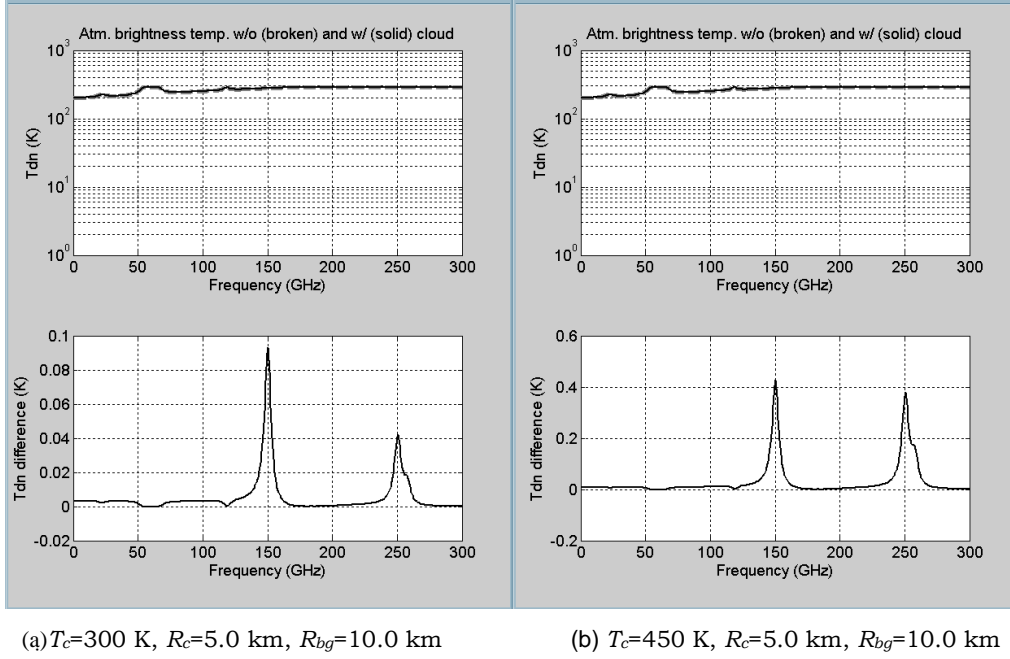 Atm. brightness temp. w/o (broken) and w/ (solid) cloud
10^3
10^2
10^1
10^0
Tdn (K)
0 50 100 150 200 250 300
Frequency (GHz)
0.1
0.08
0.06
0.04
0.02
0
-0.02
Tdn difference (K)
0 50 100 150 200 250 300
Frequency (GHz)
Atm. brightness temp. w/o (broken) and w/ (solid) cloud
10^3
10^2
10^1
10^0
Tdn (K)
0 50 100 150 200 250 300
Frequency (GHz)
0.6
0.4
0.2
0
-0.2
Tdn difference (K)
0 50 100 150 200 250 300
Frequency (GHz)
(a) Tc=300 K, Rc=5.0 km, Rbg=10.0 km
(b) Tc=450 K, Rc=5.0 km, Rbg=10.0 km